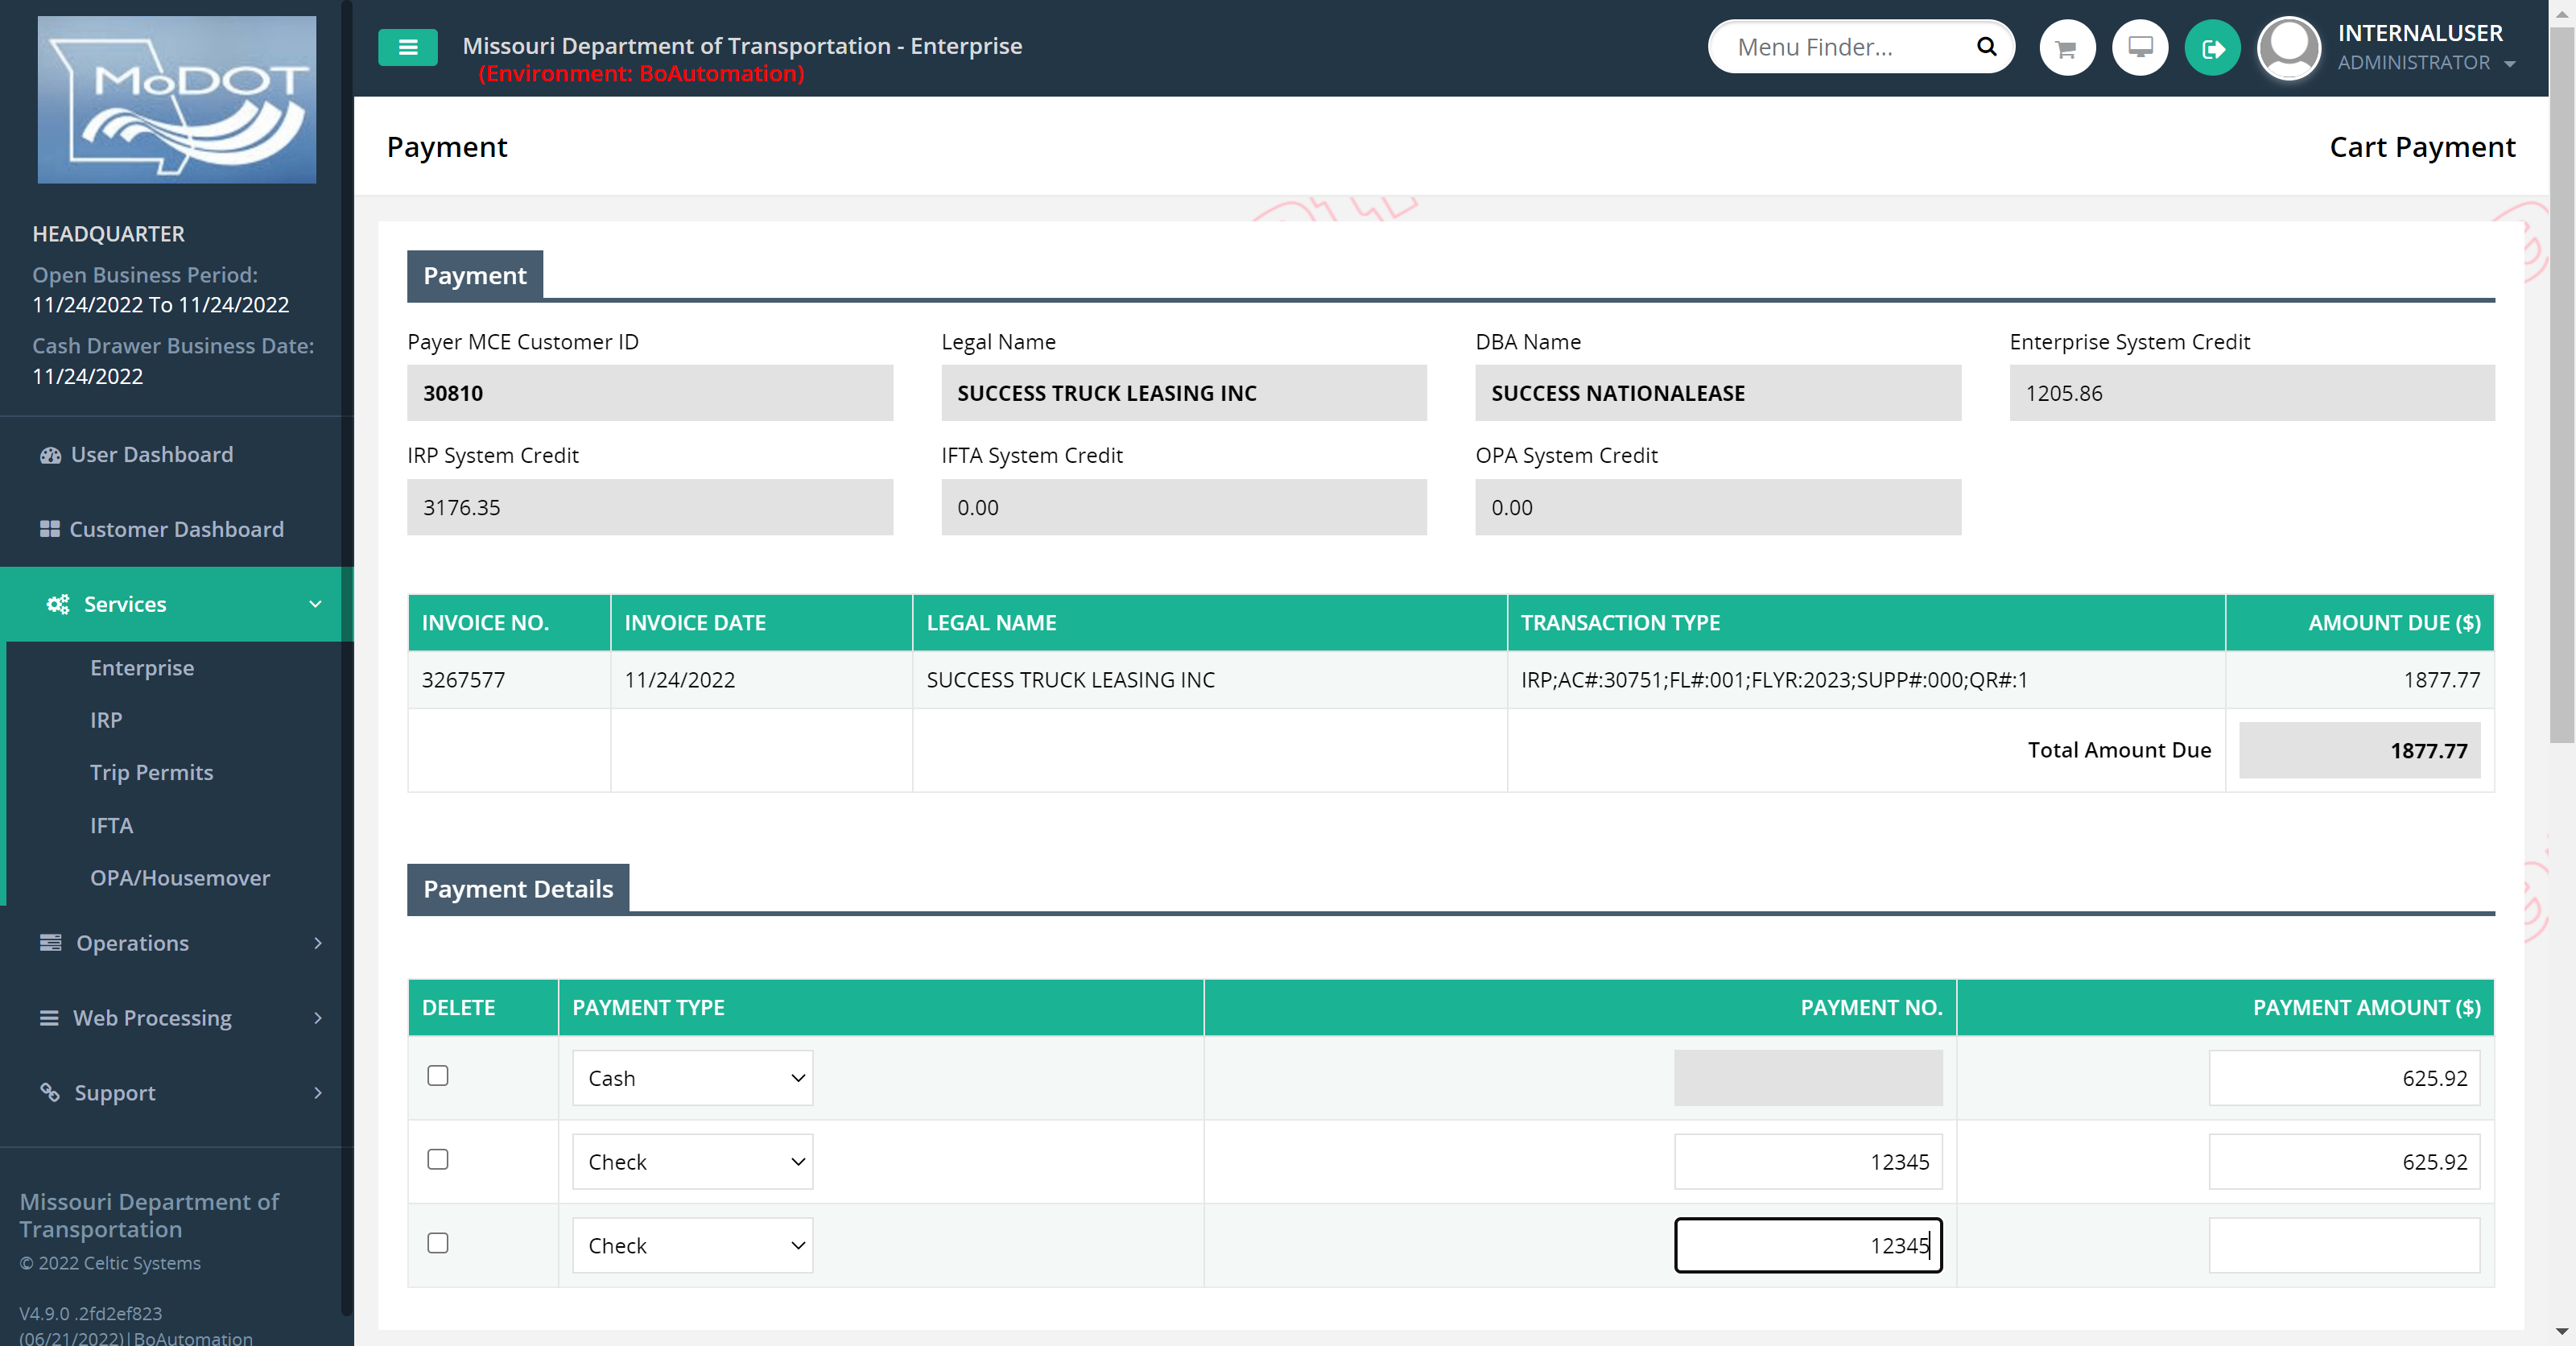 MoDOT
Missouri Department of Transportation - Enterprise
(Environment: BoAutomation)
Menu Finder...
INTERNALUSER
ADMINISTRATOR
HEADQUARTER
Open Business Period:
11/24/2022 To 11/24/2022
Cash Drawer Business Date:
11/24/2022
User Dashboard
Customer Dashboard
Services
Enterprise
IRP
Trip Permits
IFTA
OPA/Housemover
Operations
Web Processing
Support
Missouri Department of
Transportation
© 2022 Celtic Systems
V4.9.0 .2fd2ef823
(06/21/2022)|BoAutomation
Payment
Cart Payment
Payment
Payer MCE Customer ID
Legal Name
DBA Name
Enterprise System Credit
30810
SUCCESS TRUCK LEASING INC
SUCCESS NATIONALEASE
1205.86
IRP System Credit
IFTA System Credit
OPA System Credit
3176.35
0.00
0.00
INVOICE NO. INVOICE DATE LEGAL NAME TRANSACTION TYPE AMOUNT DUE ($)
3267577 11/24/2022 SUCCESS TRUCK LEASING INC IRP;AC#:30751;FL#:001;FLYR:2023;SUPP#:000;QR#:1 1877.77
Total Amount Due 1877.77
Payment Details
DELETE PAYMENT TYPE PAYMENT NO. PAYMENT AMOUNT ($)
Cash 625.92
Check 12345 625.92
Check 12345